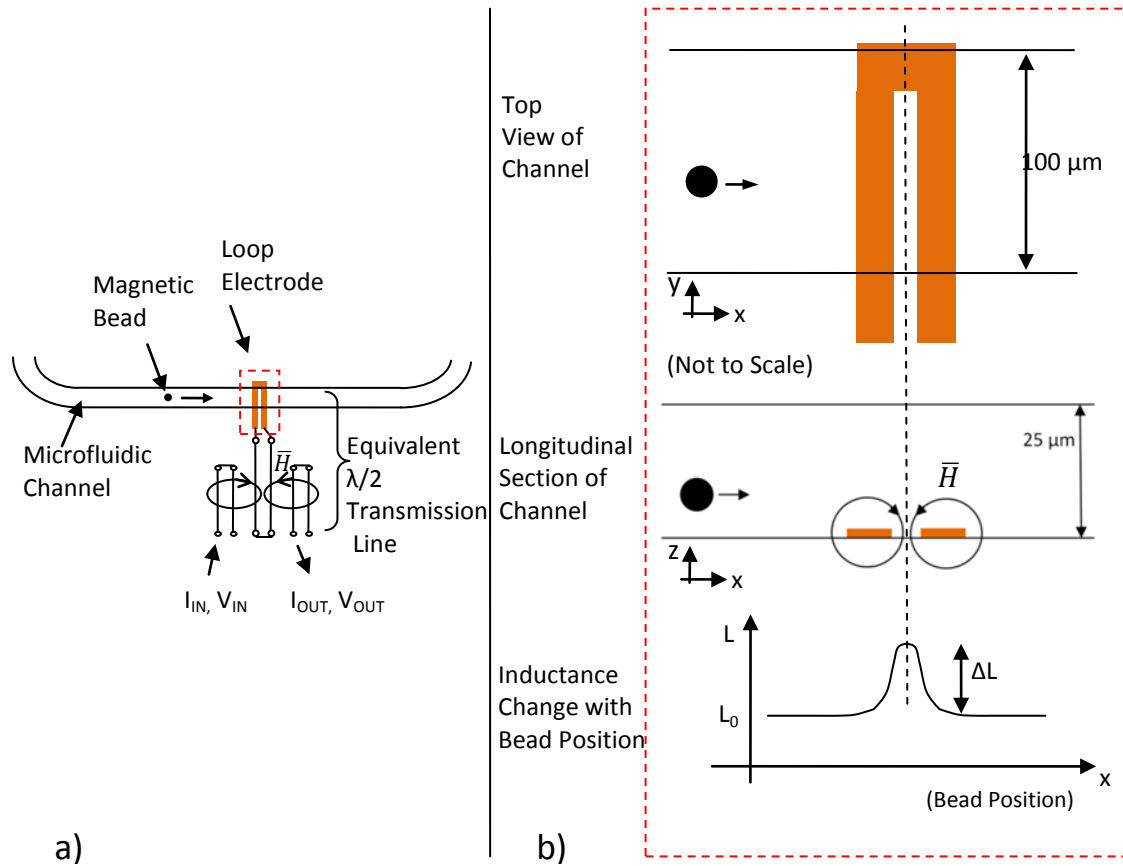 Loop
Electrode
Magnetic
Bead
Microfluidic
Channel
H̅
Equivalent
λ/2
Transmission
Line
I_IN, V_IN
I_OUT, V_OUT
a)
Top
View of
Channel
100 µm
y
x
(Not to Scale)
Longitudinal
Section of
Channel
25 µm
H̅
z
x
Inductance
Change with
Bead Position
L
ΔL
L₀
x
(Bead Position)
b)